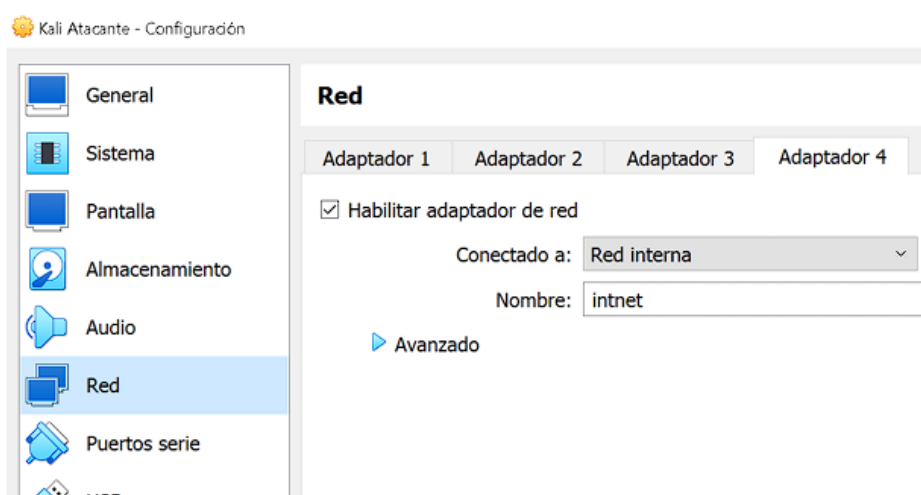 Kali Atacante - Configuración
General
Sistema
Pantalla
Almacenamiento
Audio
Red
Puertos serie
Red
Adaptador 1 Adaptador 2 Adaptador 3 Adaptador 4
Habilitar adaptador de red
Conectado a: Red interna
Nombre: intnet
Avanzado